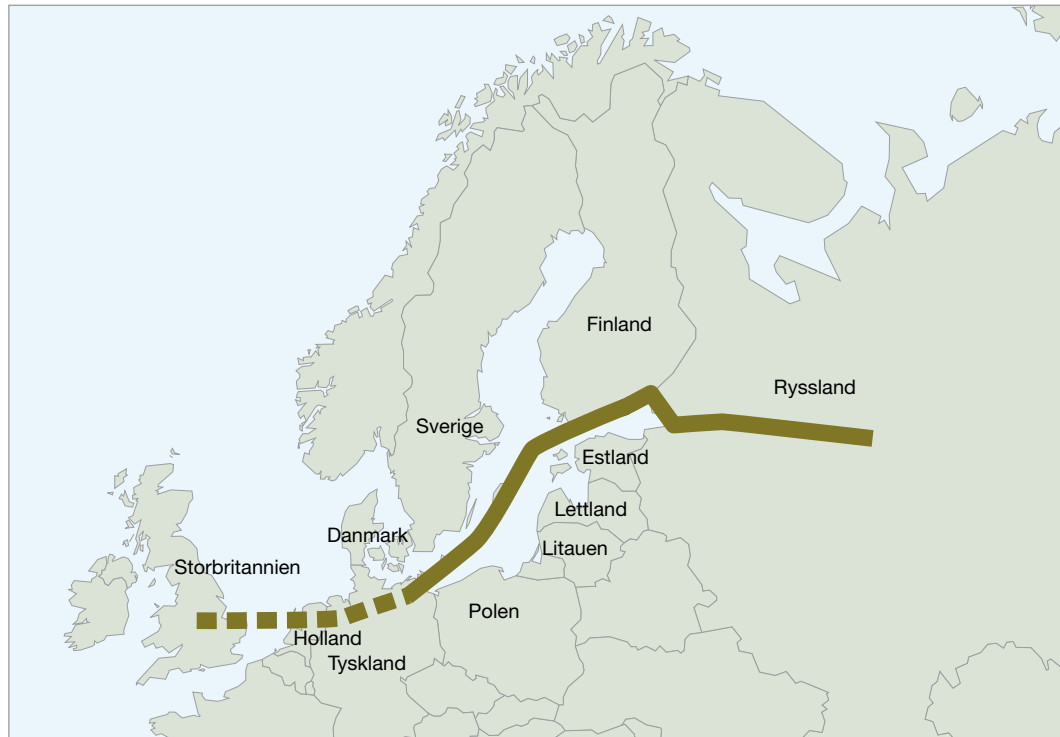 Finland
Ryssland
Sverige
Estland
Lettland
Danmark
Litauen
Storbritannien
Polen
Holland
Tyskland